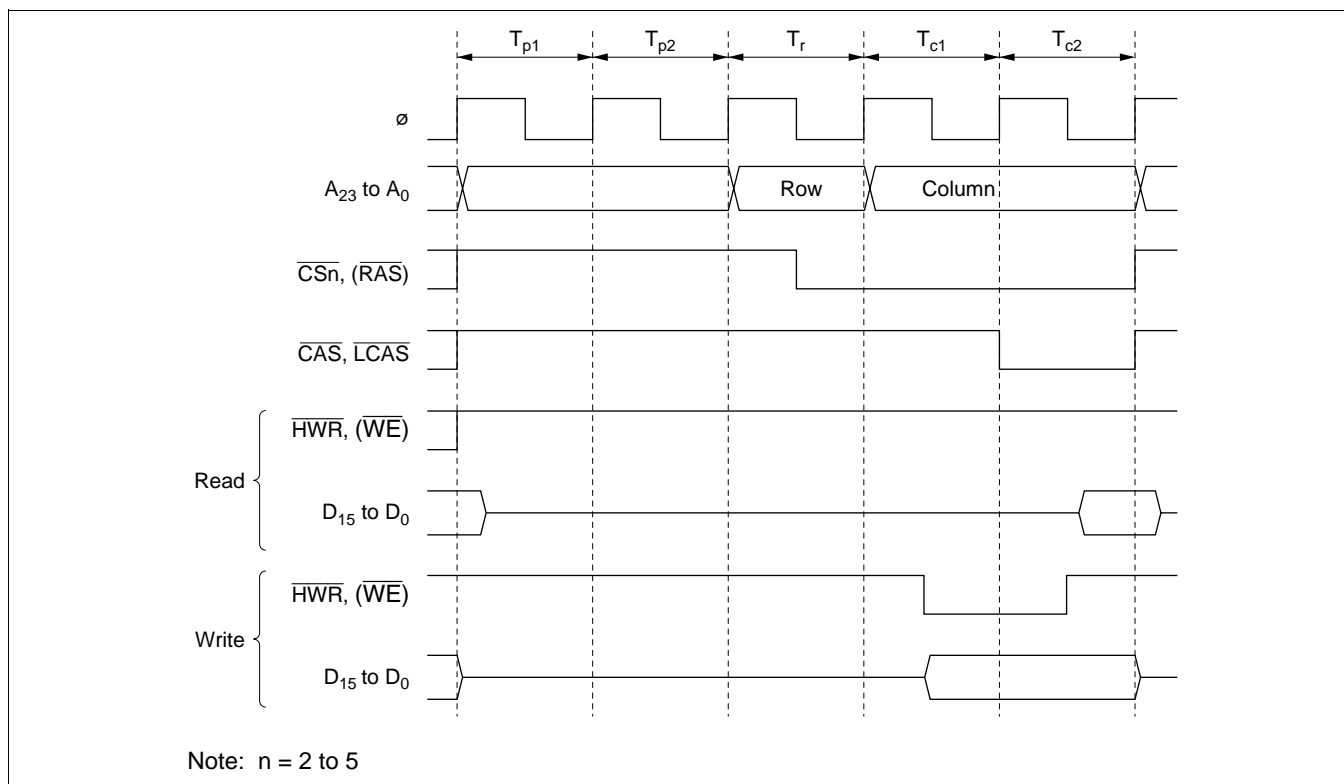 Tp1 Tp2 Tr Tc1 Tc2
ø
A23 to A0 Row Column
CSn, (RAS)
CAS, LCAS
Read
HWR, (WE)
D15 to D0
Write
HWR, (WE)
D15 to D0
Note: n = 2 to 5